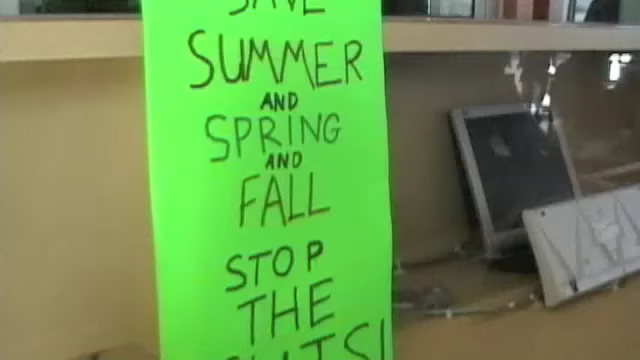 SAVE
SUMMER
AND
SPRING
AND
FALL
STOP
THE